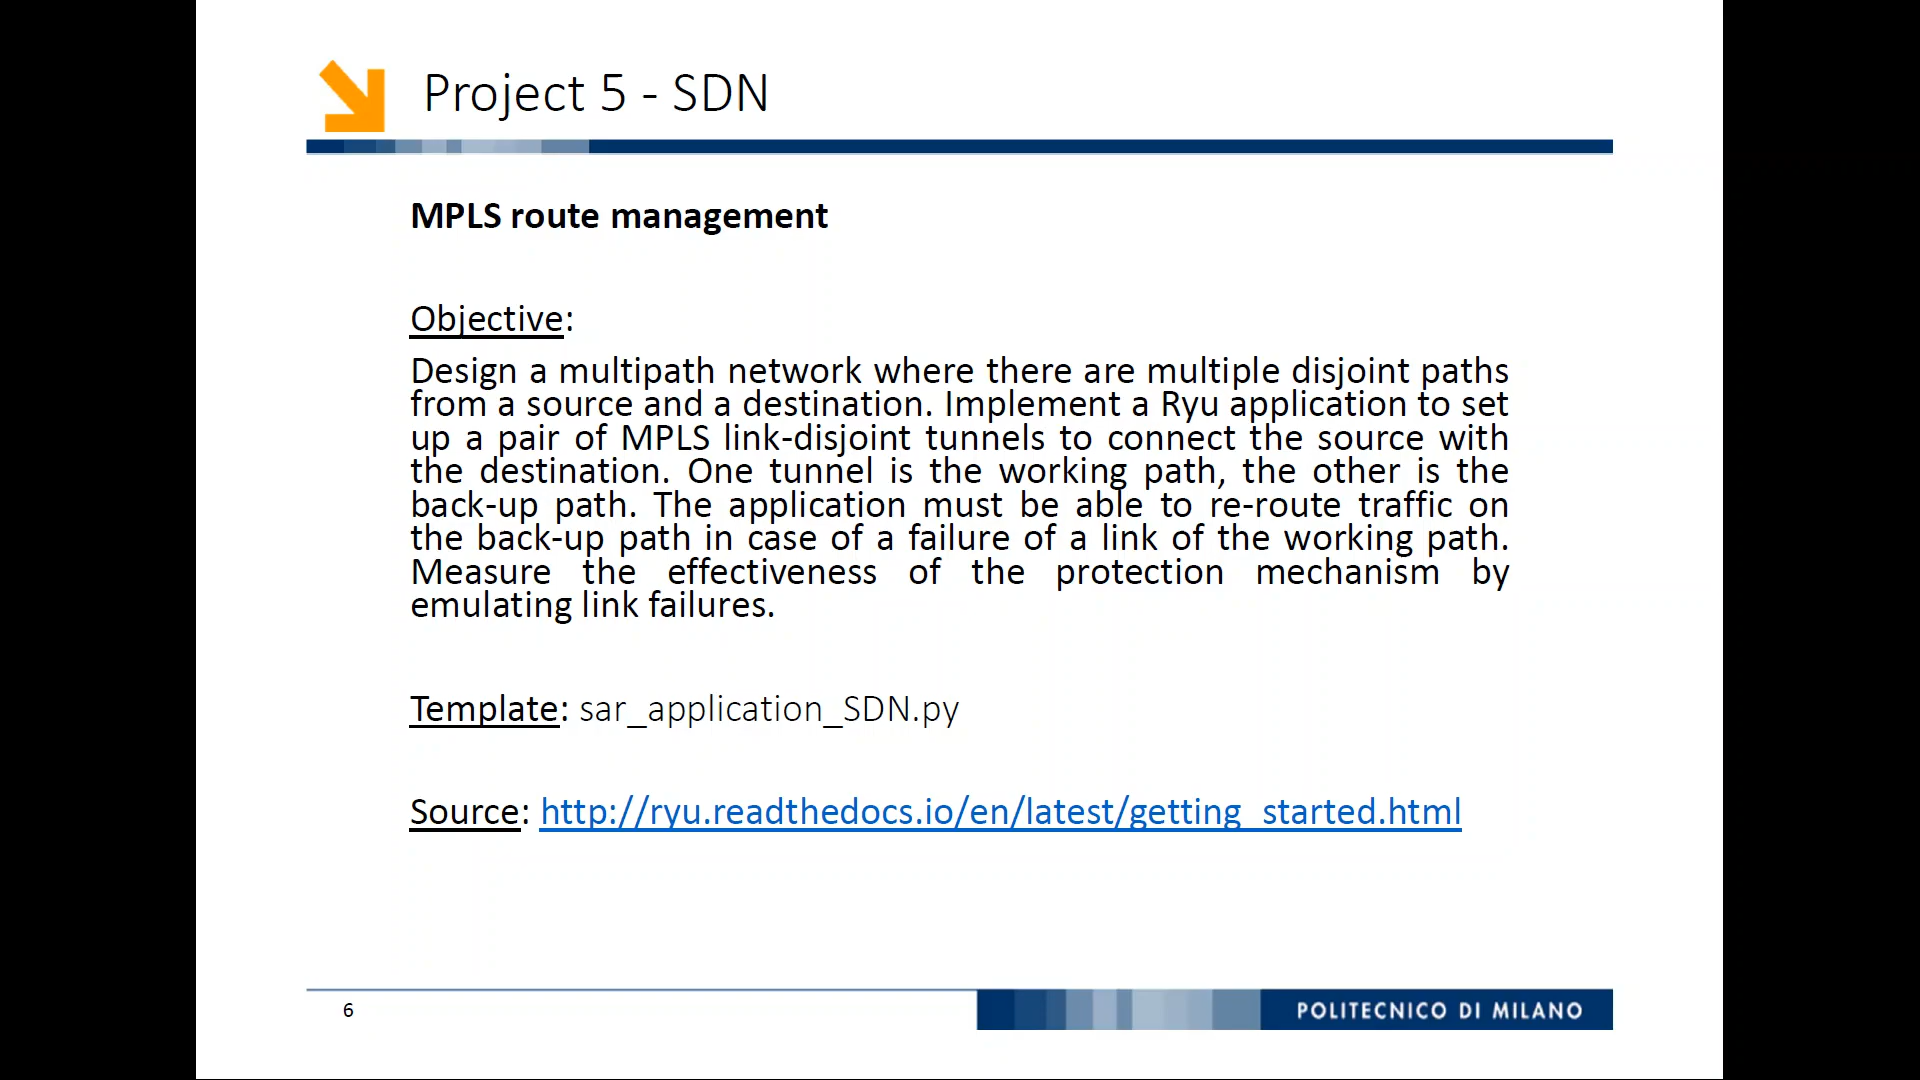 Project 5 - SDN
MPLS route management
Objective:
Design a multipath network where there are multiple disjoint paths
from a source and a destination. Implement a Ryu application to set
up a pair of MPLS link-disjoint tunnels to connect the source with
the destination. One tunnel is the working path, the other is the
back-up path. The application must be able to re-route traffic on
the back-up path in case of a failure of a link of the working path.
Measure the effectiveness of the protection mechanism by
emulating link failures.
Template: sar_application_SDN.py
Source: http://ryu.readthedocs.io/en/latest/getting_started.html
6
POLITECNICO DI MILANO